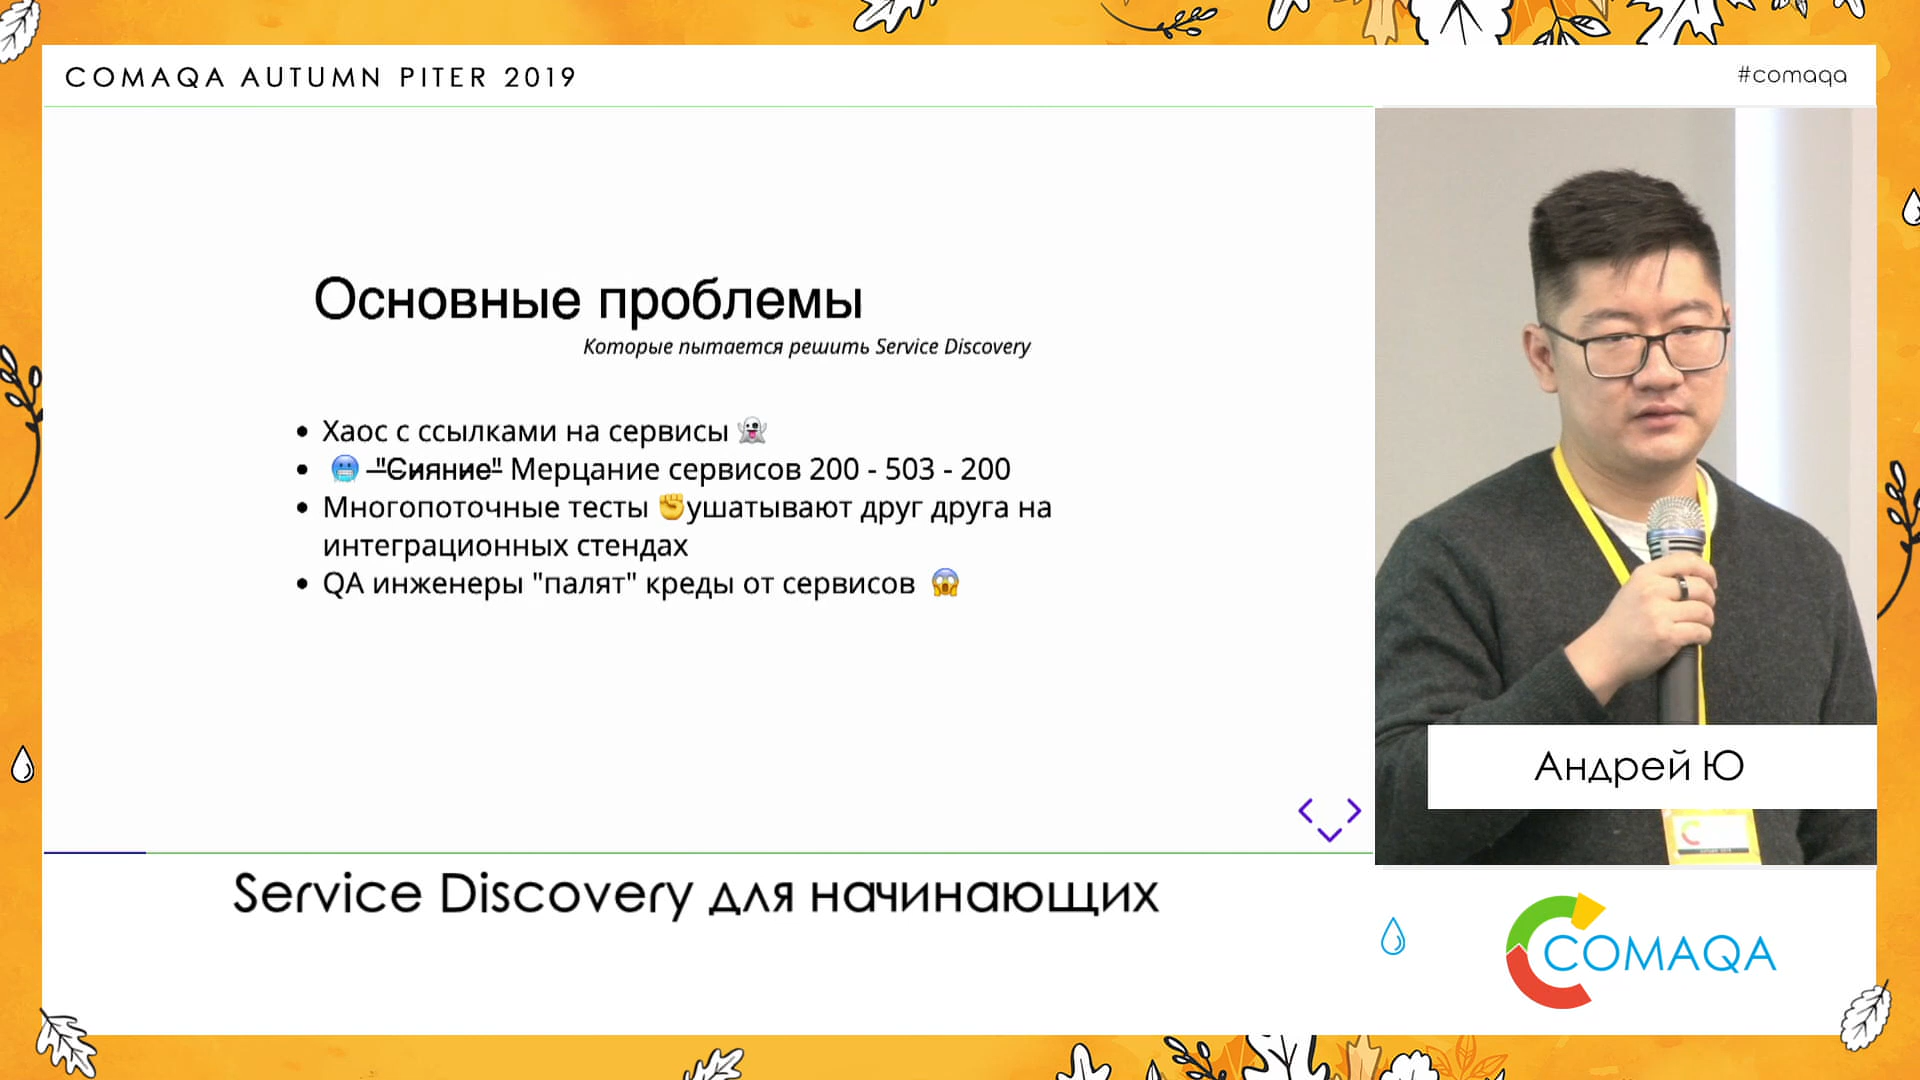 COMAQA AUTUMN PITER 2019
#comaqa
Основные проблемы
Которые пытается решить Service Discovery
• Хаос с ссылками на сервисы 👻
• 🥶 "Сияние" Мерцание сервисов 200 - 503 - 200
• Многопоточные тесты ✊ушатывают друг друга на
интеграционных стендах
• QA инженеры "палят" креды от сервисов 😱
Андрей Ю
Service Discovery для начинающих
COMAQA